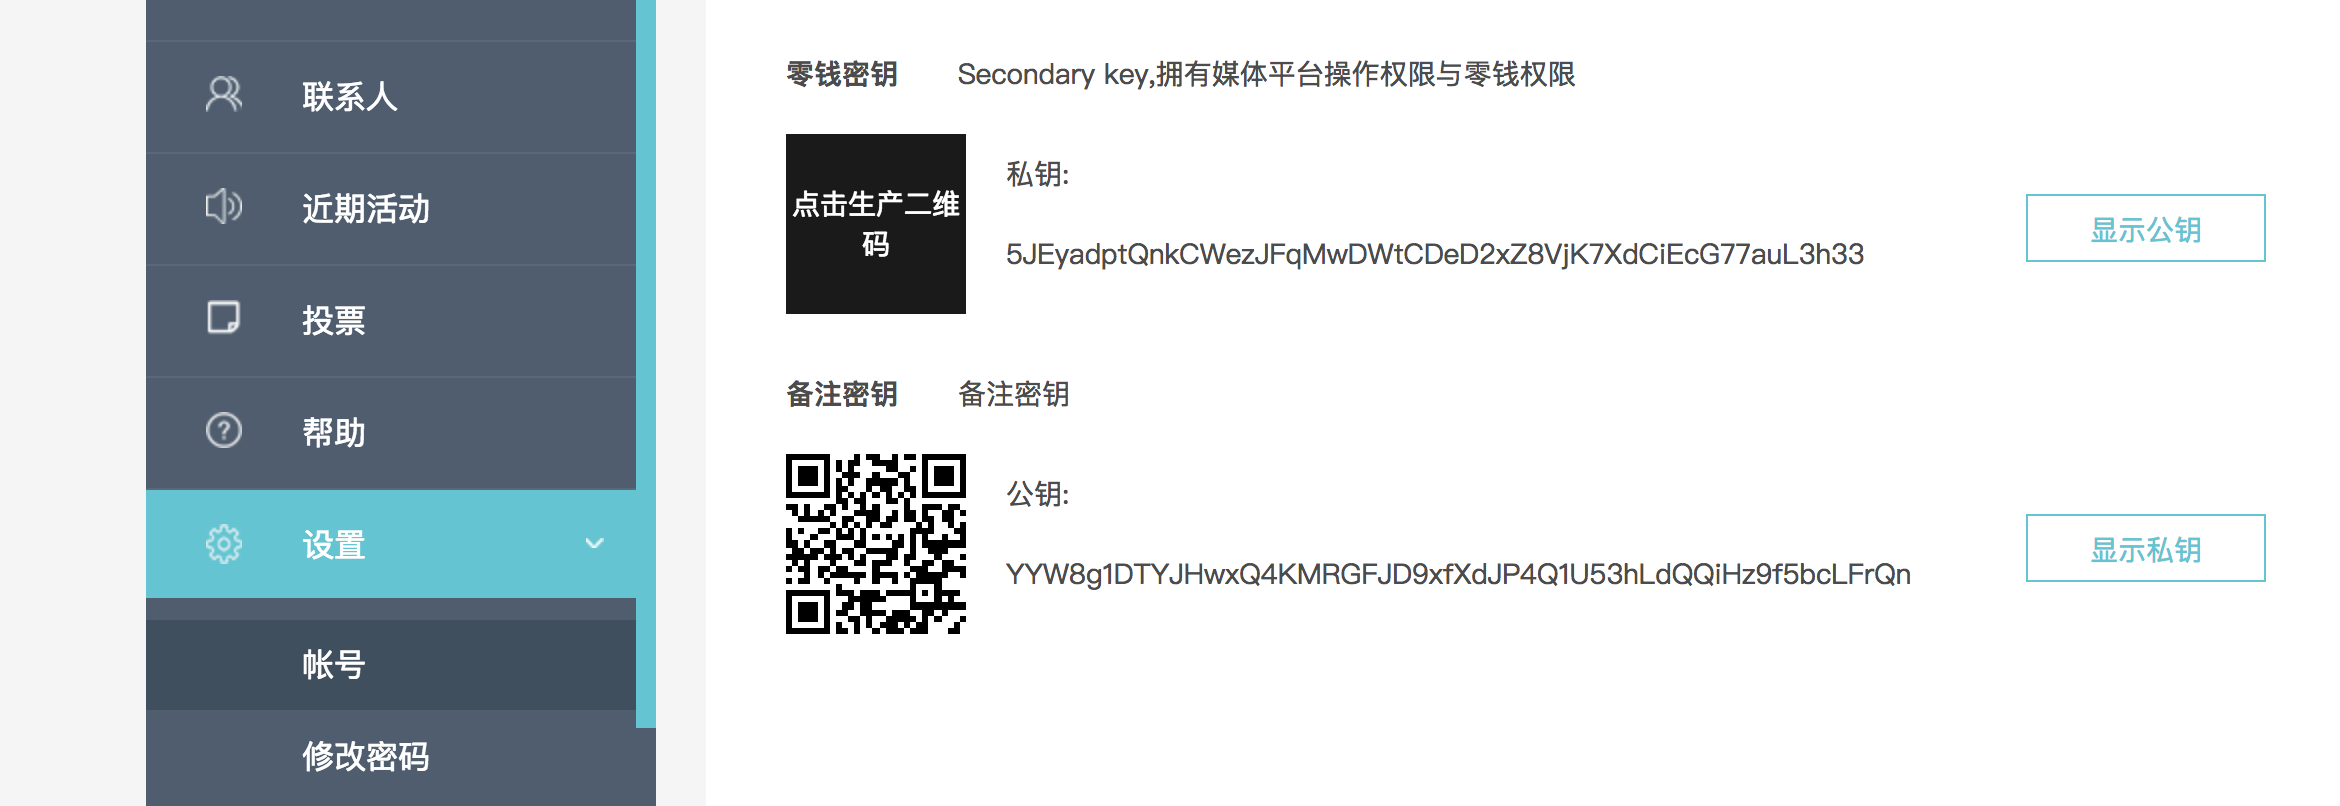 联系人
近期活动
投票
帮助
设置
帐号
修改密码
零钱密钥 Secondary key,拥有媒体平台操作权限与零钱权限
点击生产二维
码
私钥:
5JEyadptQnkCWezJFqMwDWtCDeD2xZ8VjK7XdCiEcG77auL3h33
显示公钥
备注密钥 备注密钥
公钥:
YYW8g1DTYJHwxQ4KMRGFJD9xfXdJP4Q1U53hLdQQiHz9f5bcLFrQn
显示私钥